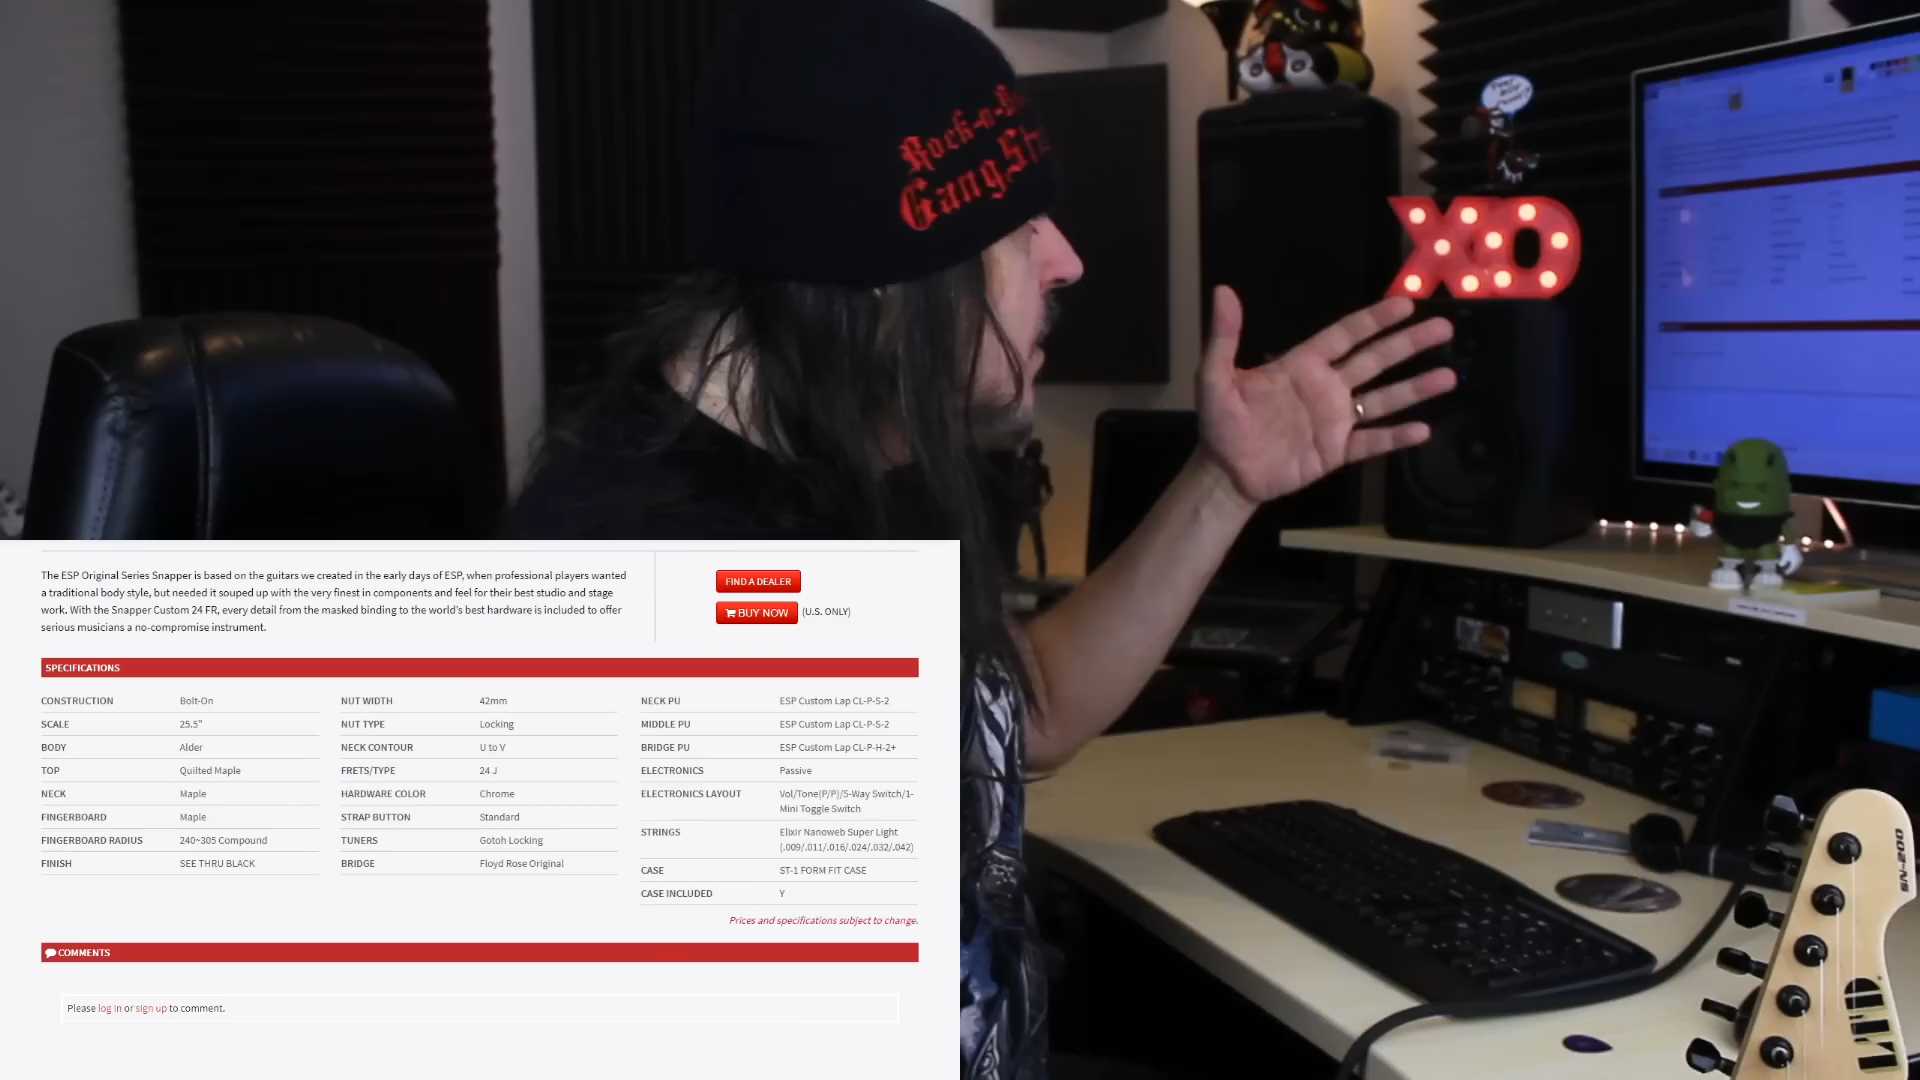 Rock-n-
Gang
XO
The ESP Original Series Snapper is based on the guitars we created in the early days of ESP, when professional players wanted
a traditional body style, but needed it souped up with the very finest in components and feel for their best studio and stage
work. With the Snapper Custom 24 FR, every detail from the masked binding to the world's best hardware is included to offer
serious musicians a no-compromise instrument.
FIND A DEALER
BUY NOW (U.S. ONLY)
SPECIFICATIONS
CONSTRUCTION Bolt-On
SCALE 25.5"
BODY Alder
TOP Quilted Maple
NECK Maple
FINGERBOARD Maple
FINGERBOARD RADIUS 240~305 Compound
FINISH SEE THRU BLACK
NUT WIDTH 42mm
NUT TYPE Locking
NECK CONTOUR U to V
FRETS/TYPE 24 J
HARDWARE COLOR Chrome
STRAP BUTTON Standard
TUNERS Gotoh Locking
BRIDGE Floyd Rose Original
NECK PU ESP Custom Lap CL-P-S-2
MIDDLE PU ESP Custom Lap CL-P-S-2
BRIDGE PU ESP Custom Lap CL-P-H-2+
ELECTRONICS Passive
ELECTRONICS LAYOUT Vol/Tone(P/P)/5-Way Switch/1-
Mini Toggle Switch
STRINGS Elixir Nanoweb Super Light
(.009/.011/.016/.024/.032/.042)
CASE ST-1 FORM FIT CASE
CASE INCLUDED Y
Prices and specifications subject to change.
COMMENTS
Please log in or sign up to comment.
SN-200
LTD